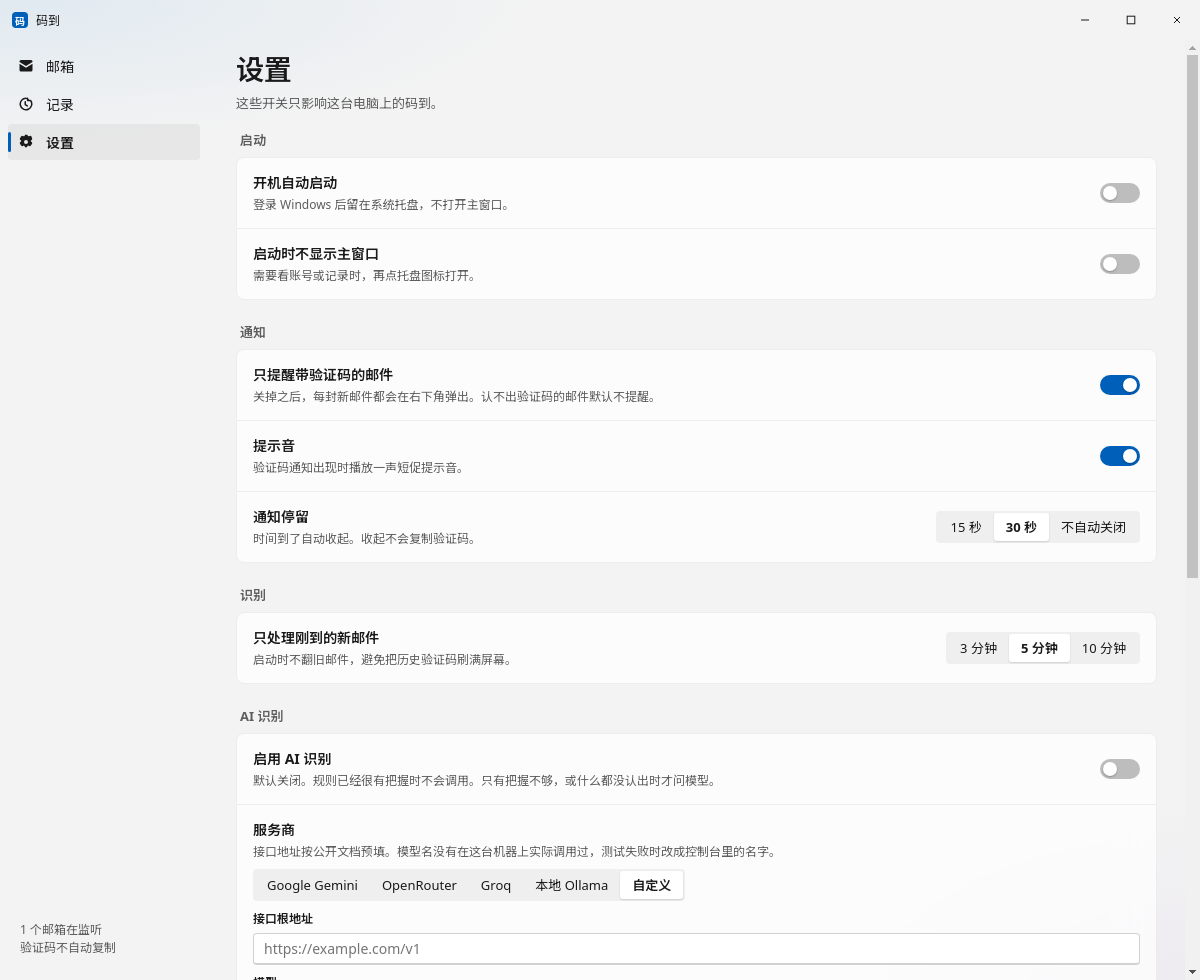 码 码到
邮箱
记录
设置
设置
这些开关只影响这台电脑上的码到。
启动
开机自动启动
登录 Windows 后留在系统托盘，不打开主窗口。
启动时不显示主窗口
需要看账号或记录时，再点托盘图标打开。
通知
只提醒带验证码的邮件
关掉之后，每封新邮件都会在右下角弹出。认不出验证码的邮件默认不提醒。
提示音
验证码通知出现时播放一声短促提示音。
通知停留
时间到了自动收起。收起不会复制验证码。
15 秒 30 秒 不自动关闭
识别
只处理刚到的新邮件
启动时不翻旧邮件，避免把历史验证码刷满屏幕。
3 分钟 5 分钟 10 分钟
AI 识别
启用 AI 识别
默认关闭。规则已经很有把握时不会调用。只有把握不够，或什么都没认出时才问模型。
服务商
接口地址按公开文档预填。模型名没有在这台机器上实际调用过，测试失败时改成控制台里的名字。
Google Gemini OpenRouter Groq 本地 Ollama 自定义
接口根地址
https://example.com/v1
1 个邮箱在监听
验证码不自动复制